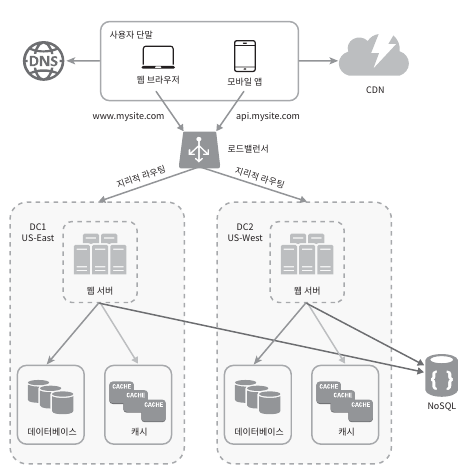 사용자 단말
DNS
웹 브라우저
모바일 앱
CDN
www.mysite.com
api.mysite.com
로드밸런서
지리적 라우팅
지리적 라우팅
DC1
US-East
웹 서버
DC2
US-West
웹 서버
{ }
NoSQL
데이터베이스
CACHE
CACHE
CACHE
캐시
데이터베이스
CACHE
CACHE
CACHE
캐시